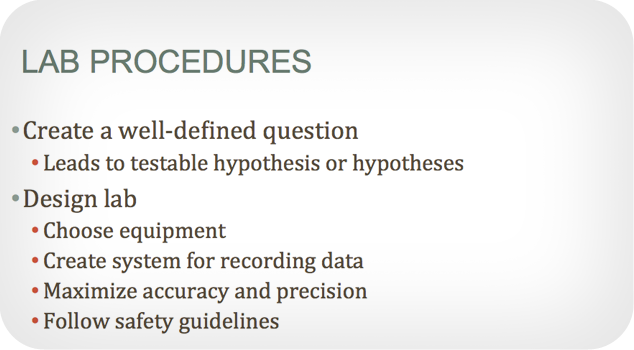 LAB PROCEDURES
•Create a well-defined question
•Leads to testable hypothesis or hypotheses
•Design lab
•Choose equipment
•Create system for recording data
•Maximize accuracy and precision
•Follow safety guidelines